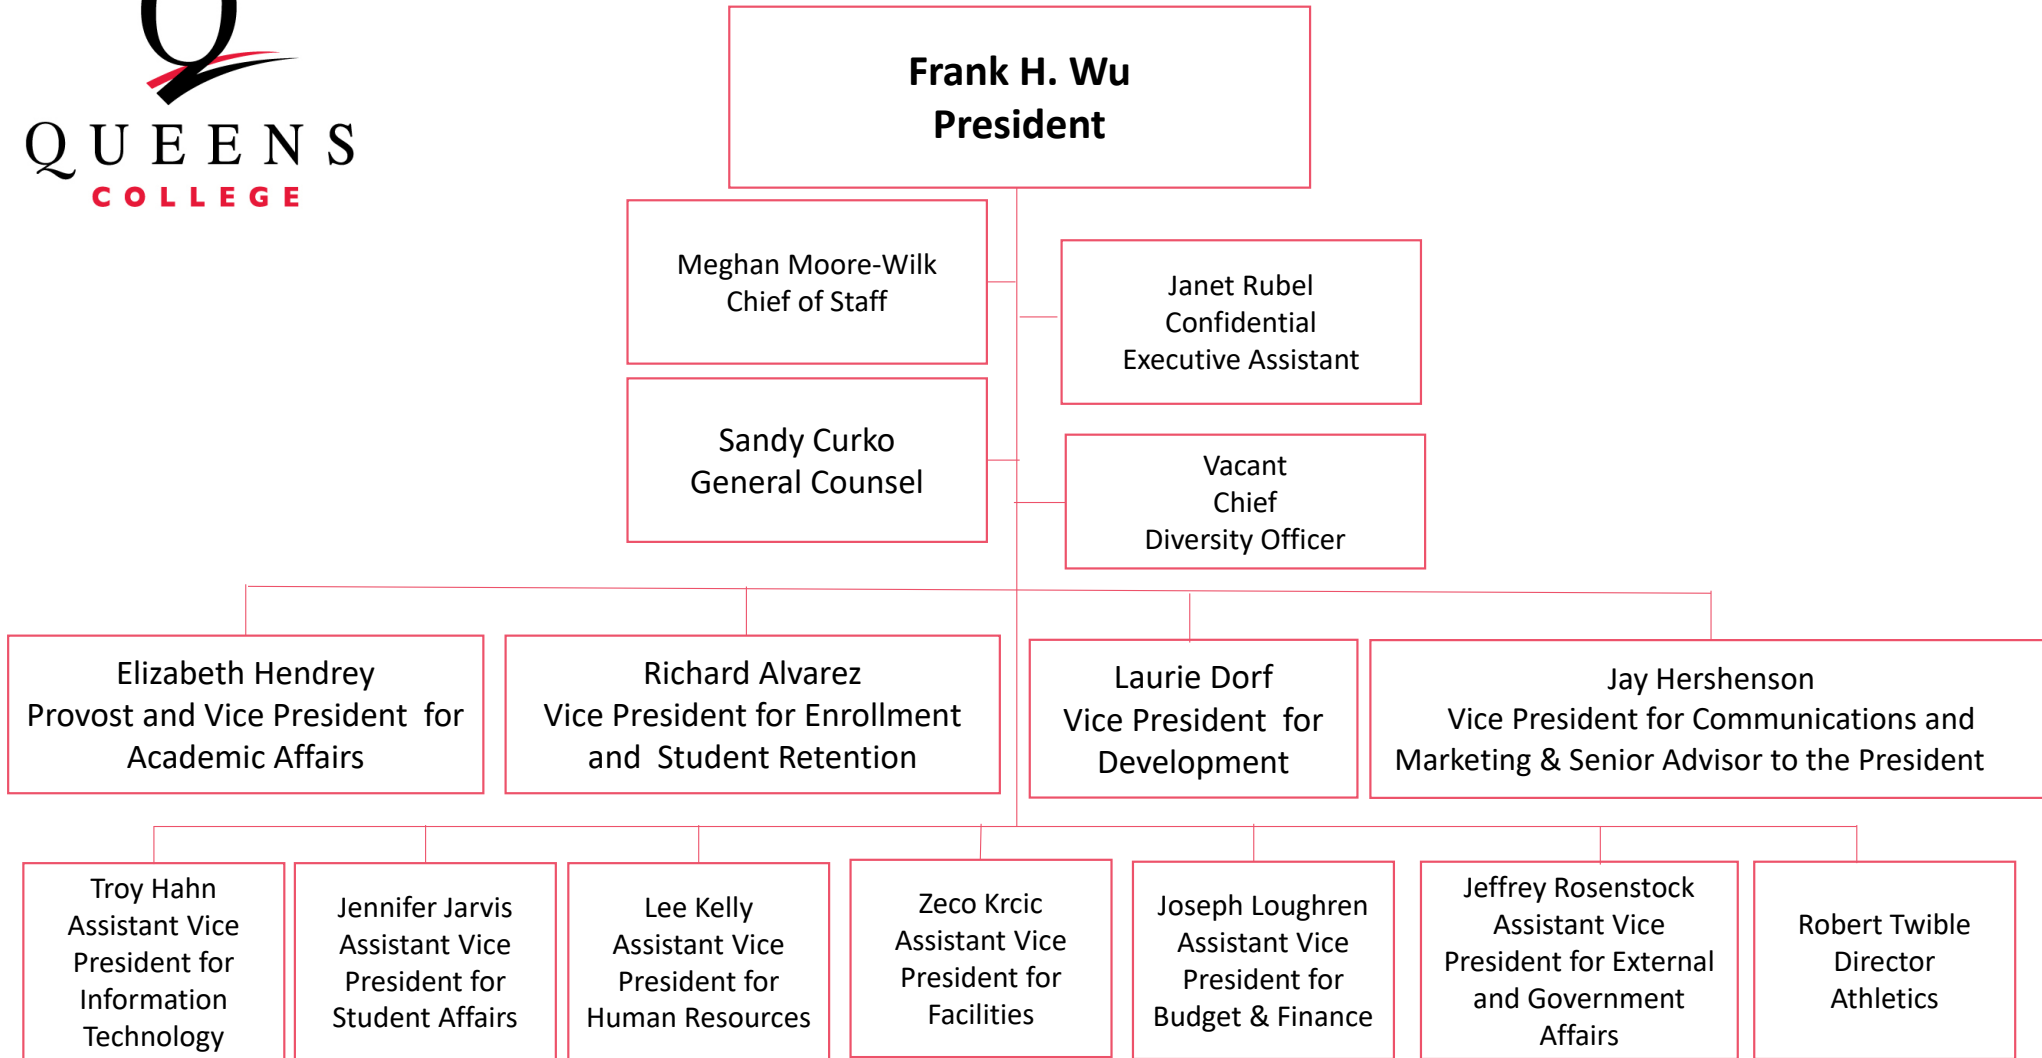 QUEENS
COLLEGE
Frank H. Wu
President
Meghan Moore-Wilk
Chief of Staff
Janet Rubel
Confidential
Executive Assistant
Sandy Curko
General Counsel
Vacant
Chief
Diversity Officer
Elizabeth Hendrey
Provost and Vice President for
Academic Affairs
Richard Alvarez
Vice President for Enrollment
and Student Retention
Laurie Dorf
Vice President for
Development
Jay Hershenson
Vice President for Communications and
Marketing & Senior Advisor to the President
Troy Hahn
Assistant Vice
President for
Information
Technology
Jennifer Jarvis
Assistant Vice
President for
Student Affairs
Lee Kelly
Assistant Vice
President for
Human Resources
Zeco Krcic
Assistant Vice
President for
Facilities
Joseph Loughren
Assistant Vice
President for
Budget & Finance
Jeffrey Rosenstock
Assistant Vice
President for External
and Government
Affairs
Robert Twible
Director
Athletics